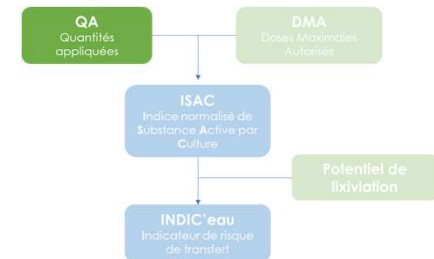 QA
Quantités
appliquées
DMA
Doses Maximales
Autorisés
ISAC
Indice normalisé de
Substance Active par
Culture
Potentiel de
lixiviation
INDIC'eau
Indicateur de risque
de transfert